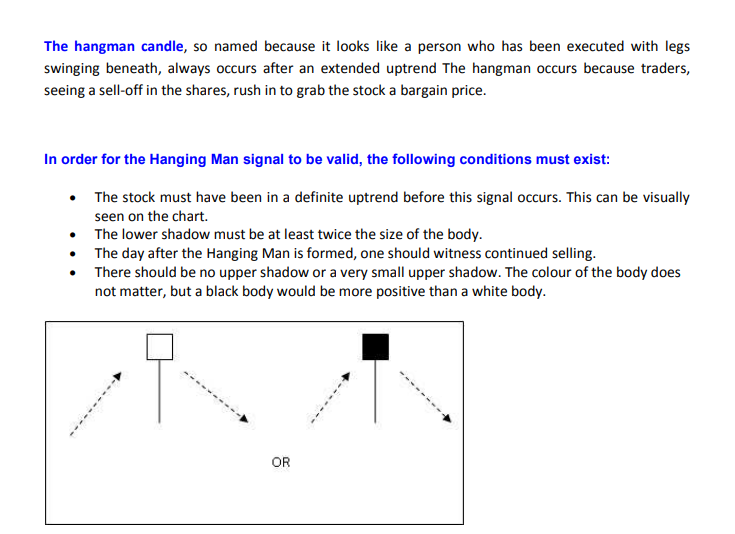 The hangman candle, so named because it looks like a person who has been executed with legs
swinging beneath, always occurs after an extended uptrend The hangman occurs because traders,
seeing a sell-off in the shares, rush in to grab the stock a bargain price.
In order for the Hanging Man signal to be valid, the following conditions must exist:
• The stock must have been in a definite uptrend before this signal occurs. This can be visually
seen on the chart.
• The lower shadow must be at least twice the size of the body.
• The day after the Hanging Man is formed, one should witness continued selling.
• There should be no upper shadow or a very small upper shadow. The colour of the body does
not matter, but a black body would be more positive than a white body.
OR